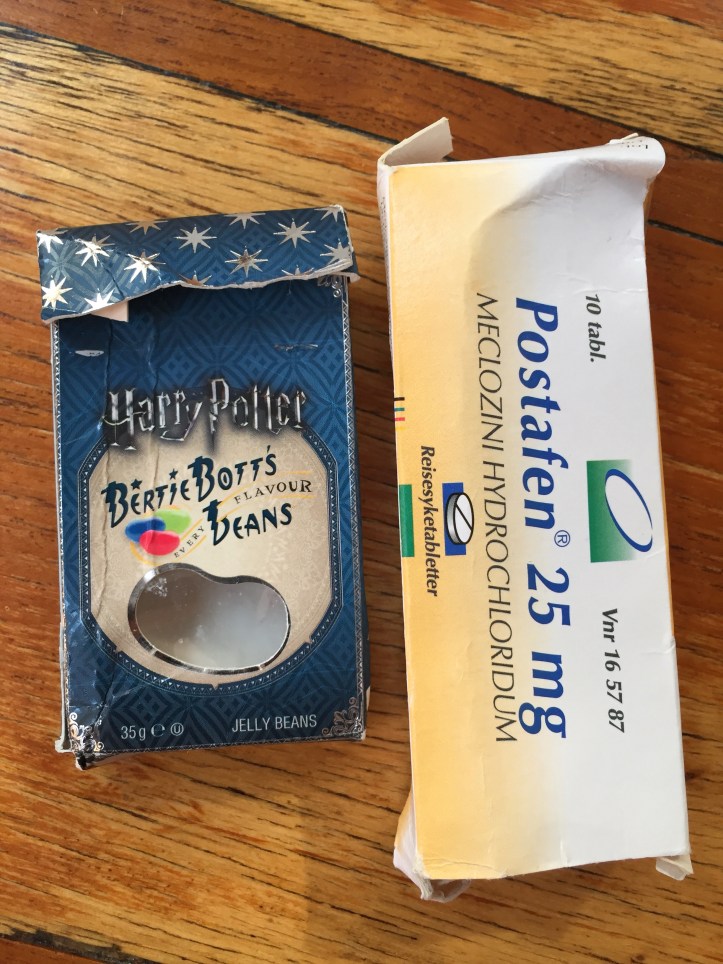 Harry Potter
BERTIE BOTT'S
EVERY FLAVOUR
BEANS
35 g ℮ Ⓤ
JELLY BEANS
10 tabl.
Vnr 16 57 87
Postafen® 25 mg
MECLOZINI HYDROCHLORIDUM
Reisesyketabletter